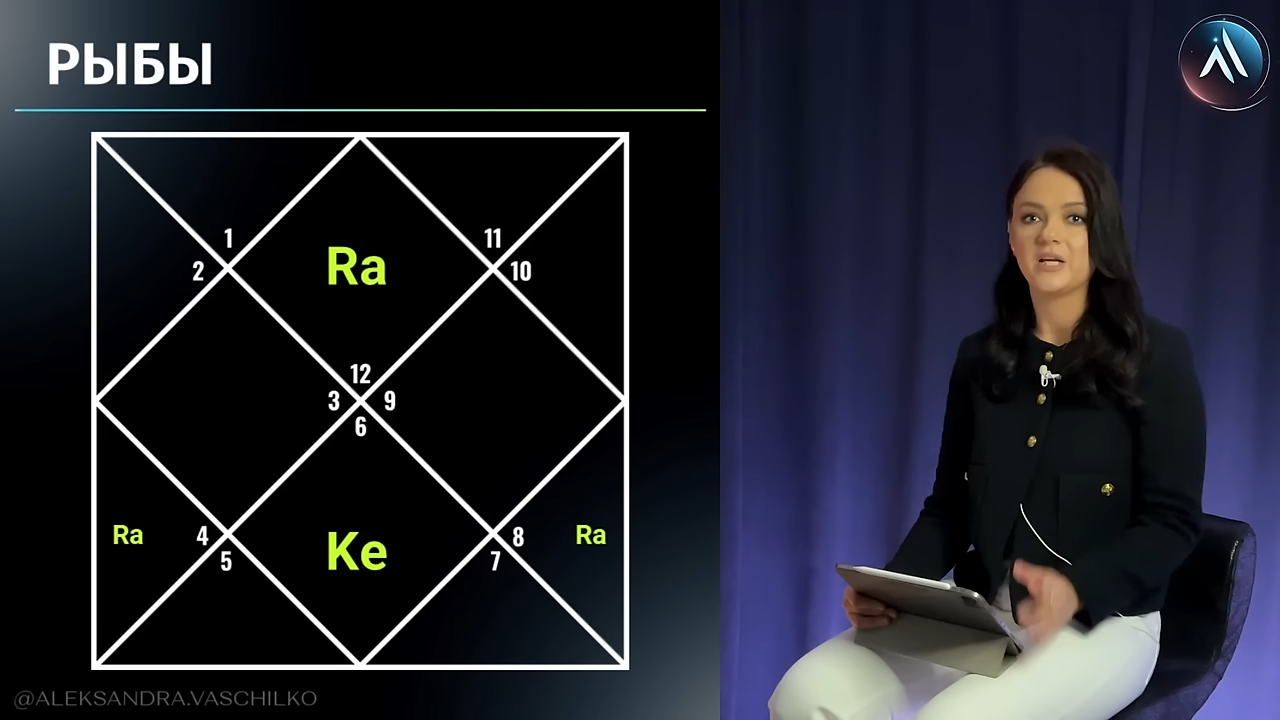 РЫБЫ
1
11
2
Ra
10
12
3
9
6
Ra
4
Ke
8
Ra
5
7
@ALEKSANDRA.VASCHILKO